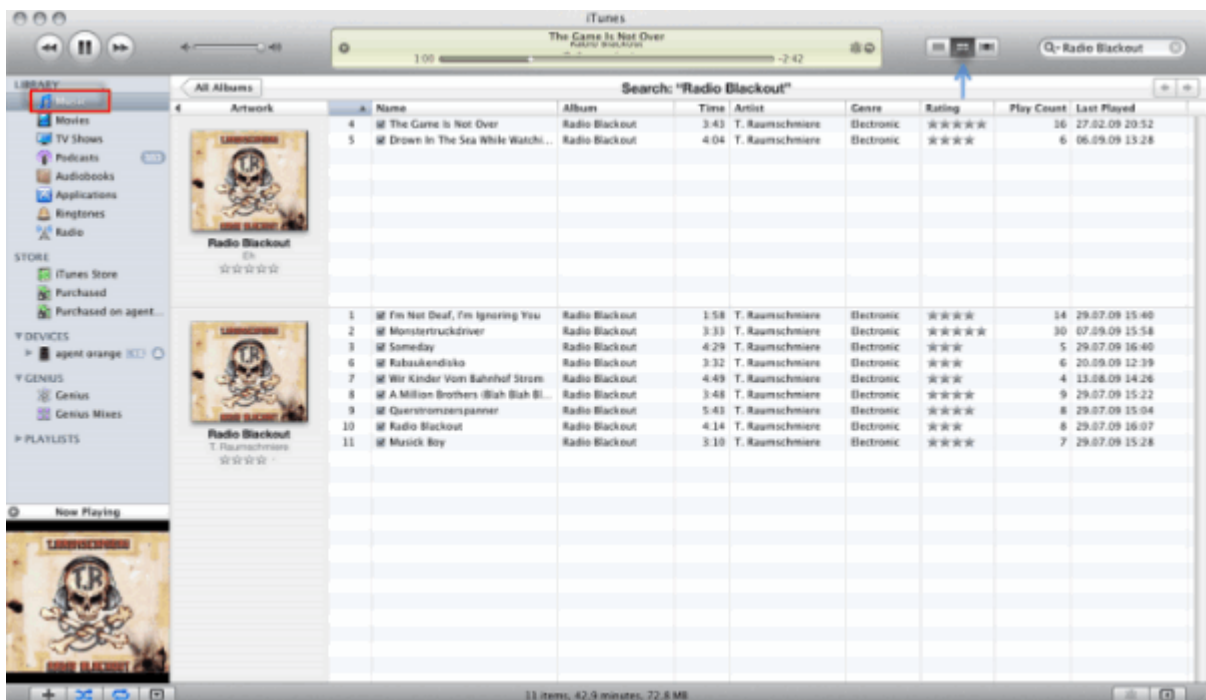 iTunes
The Game Is Not Over
1:00 -2:42
Radio Blackout
LIBRARY
Music
Movies
TV Shows
Podcasts
Audiobooks
Applications
Ringtones
Radio
STORE
iTunes Store
Purchased
Purchased on agent...
DEVICES
agent orange
GENIUS
Genius
Genius Mixes
PLAYLISTS
Now Playing
All Albums Search: "Radio Blackout"
Artwork Name Album Time Artist Genre Rating Play Count Last Played
4 The Game Is Not Over Radio Blackout 3:43 T. Raumschmiere Electronic ★★★★★ 16 27.02.09 20:52
5 Drown In The Sea While Watchi... Radio Blackout 4:04 T. Raumschmiere Electronic ★★★★ 6 06.09.09 13:28
Radio Blackout
Eh
1 I'm Not Deaf, I'm Ignoring You Radio Blackout 1:58 T. Raumschmiere Electronic ★★★★ 14 29.07.09 15:40
2 Monstertruckdriver Radio Blackout 3:33 T. Raumschmiere Electronic ★★★★★ 30 07.09.09 15:58
3 Someday Radio Blackout 4:29 T. Raumschmiere Electronic ★★★ 5 29.07.09 16:40
6 Rabaukendisko Radio Blackout 3:32 T. Raumschmiere Electronic ★★★ 6 20.09.09 12:39
7 Wir Kinder Vom Bahnhof Strom Radio Blackout 4:49 T. Raumschmiere Electronic ★★★ 4 13.08.09 14:26
8 A Million Brothers (Blah Blah Bl... Radio Blackout 3:48 T. Raumschmiere Electronic ★★★★ 9 29.07.09 15:22
9 Querstromzerspanner Radio Blackout 5:43 T. Raumschmiere Electronic ★★★★ 8 29.07.09 15:04
10 Radio Blackout Radio Blackout 4:14 T. Raumschmiere Electronic ★★★★ 8 29.07.09 16:07
11 Musick Boy Radio Blackout 3:10 T. Raumschmiere Electronic ★★★★ 7 29.07.09 15:28
Radio Blackout
T. Raumschmiere
T.R
11 items, 42.9 minutes, 72.8 MB